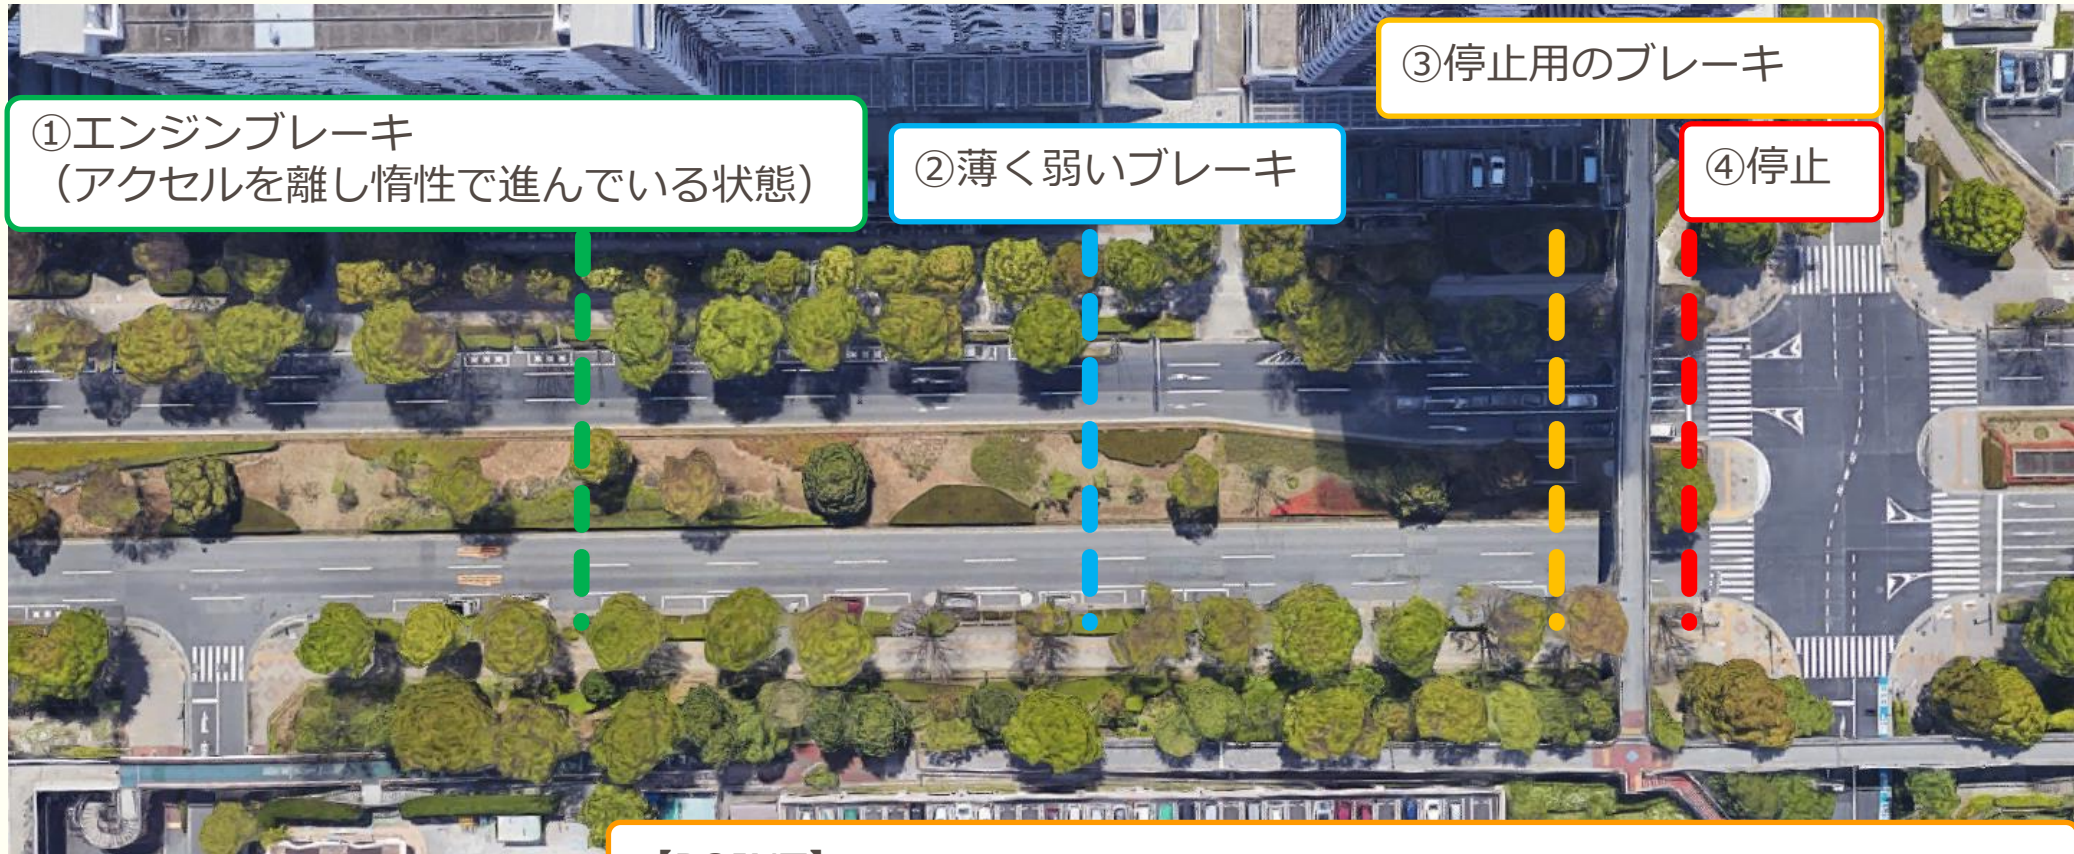 ③停止用のブレーキ
①エンジンブレーキ
（アクセルを離し惰性で進んでいる状態）
②薄く弱いブレーキ
④停止